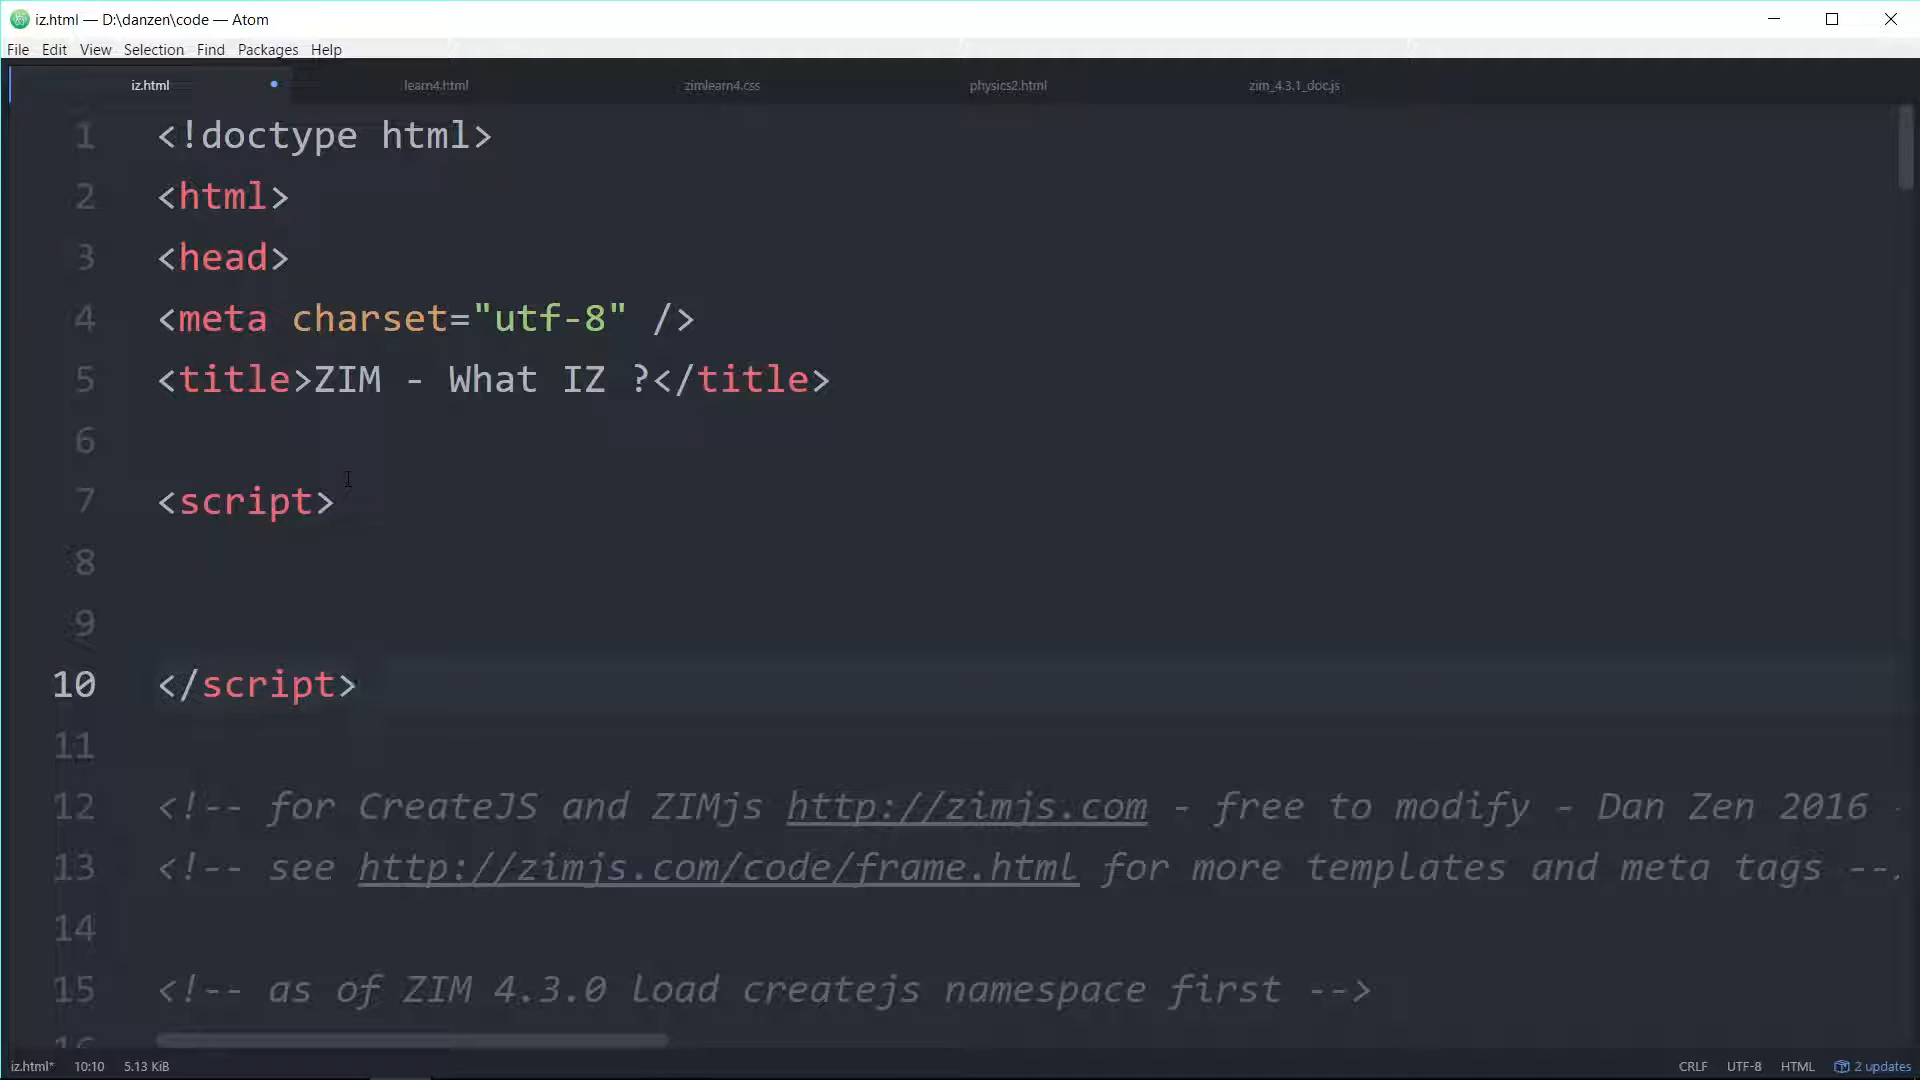 iz.html — D:\danzen\code — Atom
File Edit View Selection Find Packages Help
iz.html learn4.html zimlearn4.css physics2.html zim_4.3.1_doc.js
1 <!doctype html>
2 <html>
3 <head>
4 <meta charset="utf-8" />
5 <title>ZIM - What IZ ?</title>
6
7 <script>
8
9
10 </script>
11
12 <!-- for CreateJS and ZIMjs http://zimjs.com - free to modify - Dan Zen 2016 -
13 <!-- see http://zimjs.com/code/frame.html for more templates and meta tags --.
14
15 <!-- as of ZIM 4.3.0 Load createjs namespace first -->
16
iz.html* 10:10 5.13 KiB CRLF UTF-8 HTML 2 updates